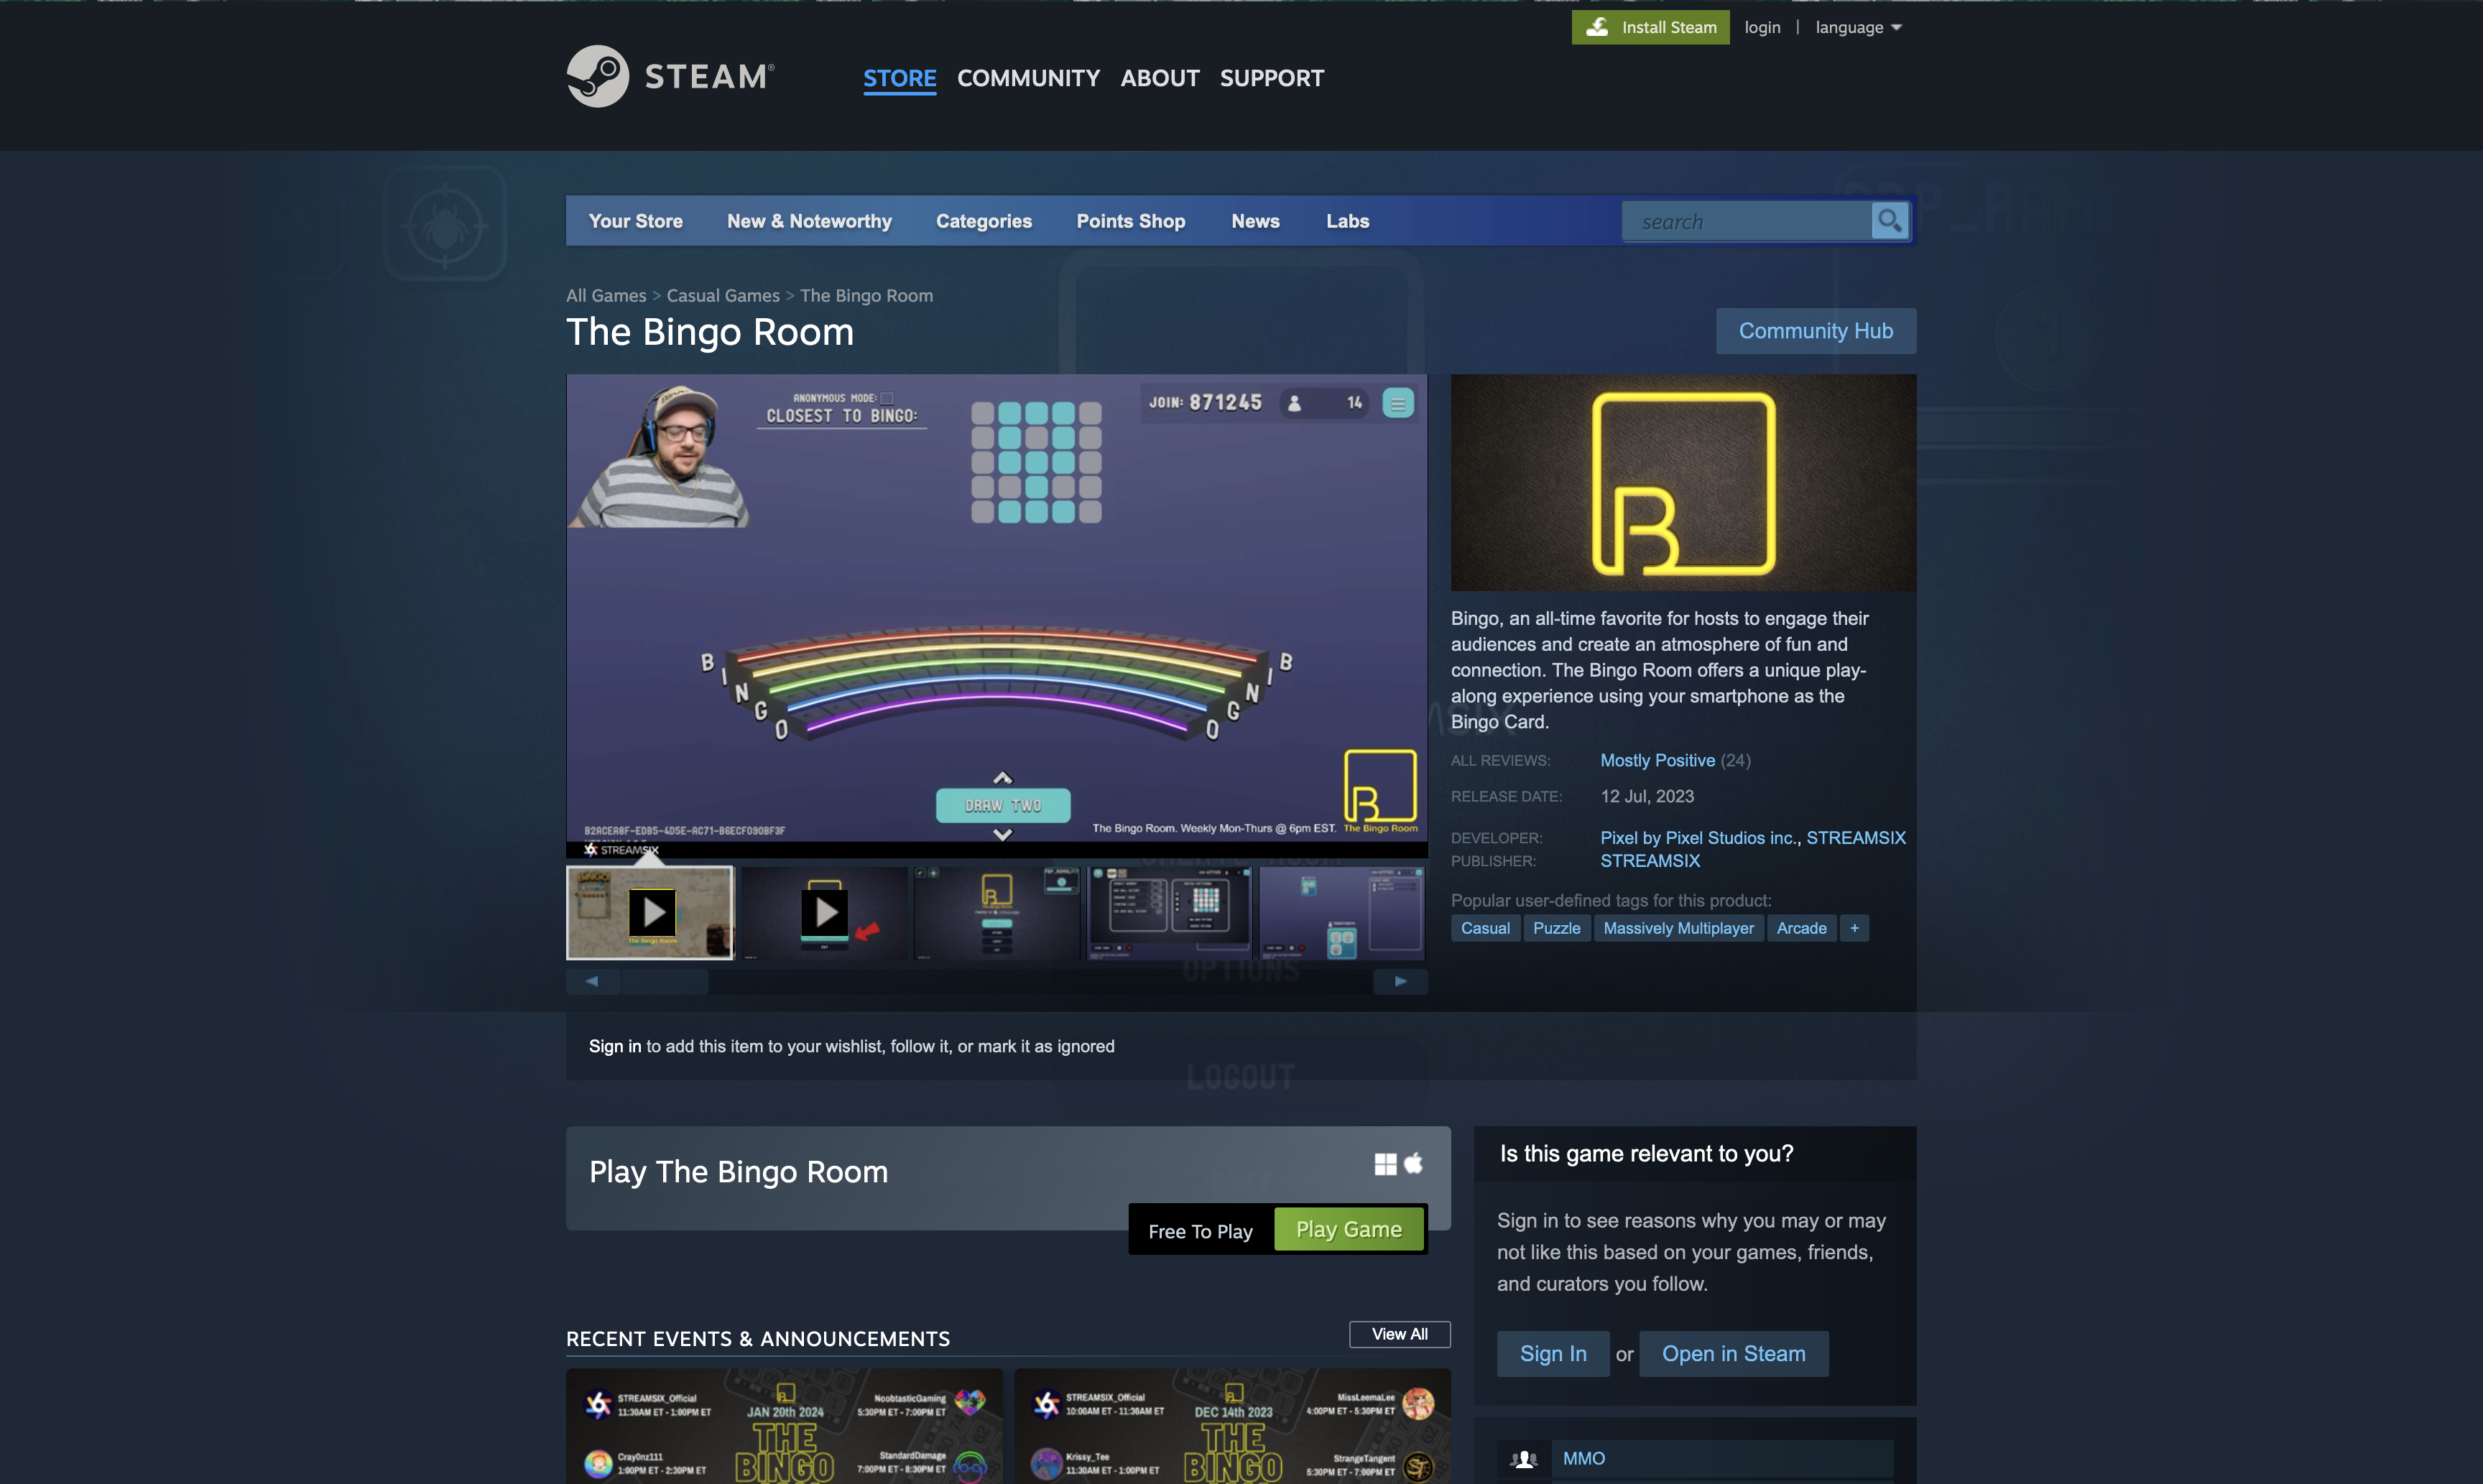 Install Steam
login | language
STEAM®
STORE COMMUNITY ABOUT SUPPORT
Your Store New & Noteworthy Categories Points Shop News Labs
search
All Games > Casual Games > The Bingo Room
The Bingo Room
Community Hub
ANONYMOUS MODE:
CLOSEST TO BINGO:
JOIN: 871245
14
B I N G O
B I N G O
DRAW TWO
B2ACEA8F-EDB5-4D5E-AC71-B6ECF090BF3F
The Bingo Room. Weekly Mon-Thurs @ 6pm EST.
The Bingo Room
STREAMSIX
Bingo, an all-time favorite for hosts to engage their
audiences and create an atmosphere of fun and
connection. The Bingo Room offers a unique play-
along experience using your smartphone as the
Bingo Card.
ALL REVIEWS: Mostly Positive (24)
RELEASE DATE: 12 Jul, 2023
DEVELOPER: Pixel by Pixel Studios inc., STREAMSIX
PUBLISHER: STREAMSIX
Popular user-defined tags for this product:
Casual Puzzle Massively Multiplayer Arcade +
BINGO!
The Bingo Room
OPTIONS
Sign in to add this item to your wishlist, follow it, or mark it as ignored
LOGOUT
Play The Bingo Room
Free To Play
Play Game
Is this game relevant to you?
Sign in to see reasons why you may or may
not like this based on your games, friends,
and curators you follow.
Sign In or Open in Steam
RECENT EVENTS & ANNOUNCEMENTS
View All
STREAMSIX_Official
11:30AM ET - 1:00PM ET
JAN 20th 2024
NoobtasticGaming
5:30PM ET - 7:00PM ET
THE
BINGO
Cray0nz111
1:00PM ET - 2:30PM ET
StandardDamage
7:00PM ET - 8:30PM ET
STREAMSIX_Official
10:00AM ET - 11:30AM ET
DEC 14th 2023
MissLeemaLee
4:00PM ET - 5:30PM ET
THE
BINGO
Krissy_Tee
11:30AM ET - 1:00PM ET
StrangeTangent
5:30PM ET - 7:00PM ET
MMO